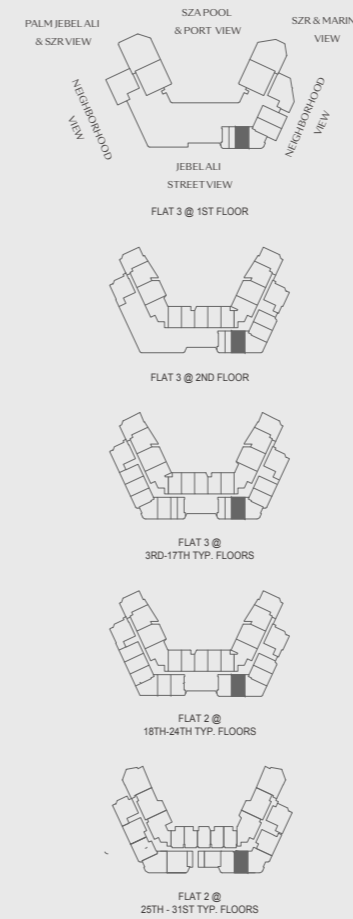 PALM JEBEL ALI
& SZR VIEW
SZA POOL
& PORT VIEW
SZR & MARIN
VIEW
NEIGHBORHOOD
VIEW
NEIGHBORHOOD
VIEW
JEBEL ALI
STREET VIEW
FLAT 3 @ 1ST FLOOR
FLAT 3 @ 2ND FLOOR
FLAT 3 @
3RD-17TH TYP. FLOORS
FLAT 2 @
18TH-24TH TYP. FLOORS
FLAT 2 @
25TH - 31ST TYP. FLOORS